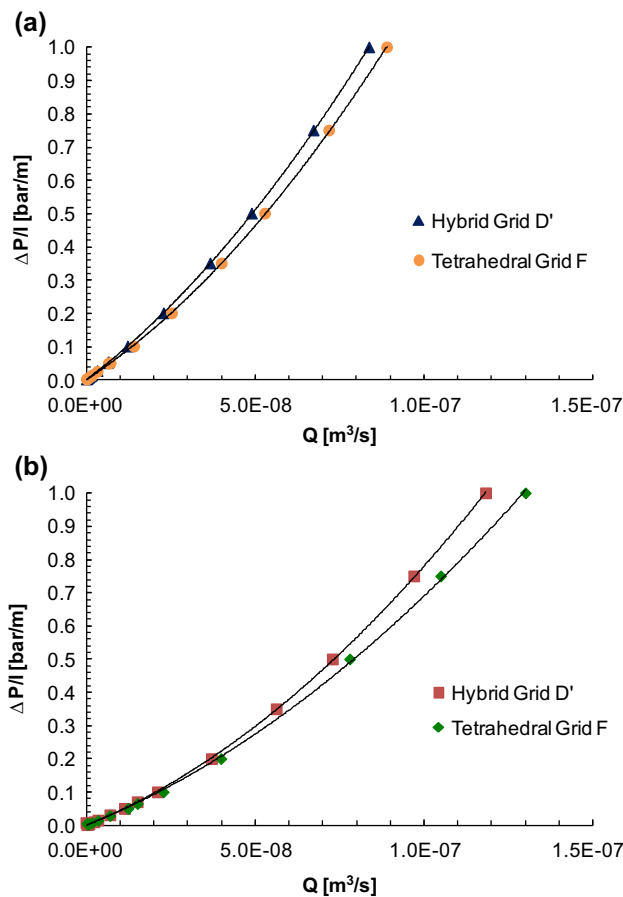 (a)
1.0
0.9
0.8
0.7
0.6
0.5
0.4
0.3
0.2
0.1
0.0
ΔP/l [bar/m]
Hybrid Grid D'
Tetrahedral Grid F
0.0E+00 5.0E-08 1.0E-07 1.5E-07
Q [m³/s]
(b)
1.0
0.9
0.8
0.7
0.6
0.5
0.4
0.3
0.2
0.1
0.0
ΔP/l [bar/m]
Hybrid Grid D'
Tetrahedral Grid F
0.0E+00 5.0E-08 1.0E-07 1.5E-07
Q [m³/s]